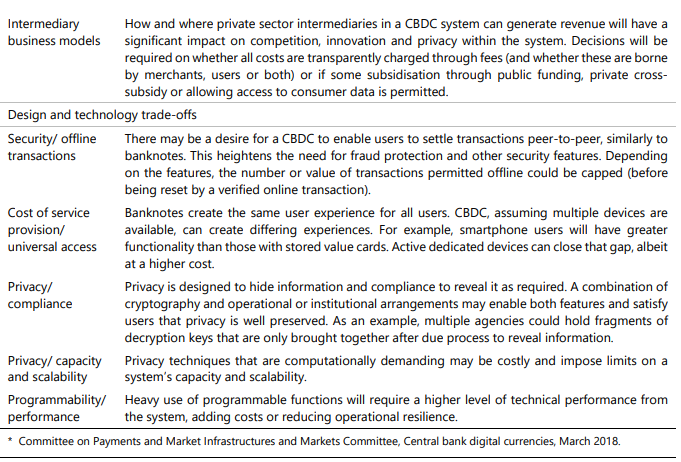 Intermediary business models
How and where private sector intermediaries in a CBDC system can generate revenue will have a
significant impact on competition, innovation and privacy within the system. Decisions will be
required on whether all costs are transparently charged through fees (and whether these are borne
by merchants, users or both) or if some subsidisation through public funding, private cross-
subsidy or allowing access to consumer data is permitted.
Design and technology trade-offs
Security/ offline transactions
There may be a desire for a CBDC to enable users to settle transactions peer-to-peer, similarly to
banknotes. This heightens the need for fraud protection and other security features. Depending
on the features, the number or value of transactions permitted offline could be capped (before
being reset by a verified online transaction).
Cost of service provision/ universal access
Banknotes create the same user experience for all users. CBDC, assuming multiple devices are
available, can create differing experiences. For example, smartphone users will have greater
functionality than those with stored value cards. Active dedicated devices can close that gap, albeit
at a higher cost.
Privacy/ compliance
Privacy is designed to hide information and compliance to reveal it as required. A combination of
cryptography and operational or institutional arrangements may enable both features and satisfy
users that privacy is well preserved. As an example, multiple agencies could hold fragments of
decryption keys that are only brought together after due process to reveal information.
Privacy/ capacity and scalability
Privacy techniques that are computationally demanding may be costly and impose limits on a
system's capacity and scalability.
Programmability/ performance
Heavy use of programmable functions will require a higher level of technical performance from
the system, adding costs or reducing operational resilience.
* Committee on Payments and Market Infrastructures and Markets Committee, Central bank digital currencies, March 2018.